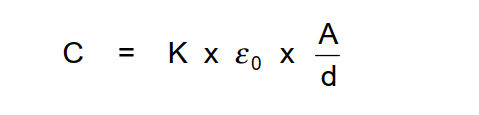 C = K x ε₀ x A/d